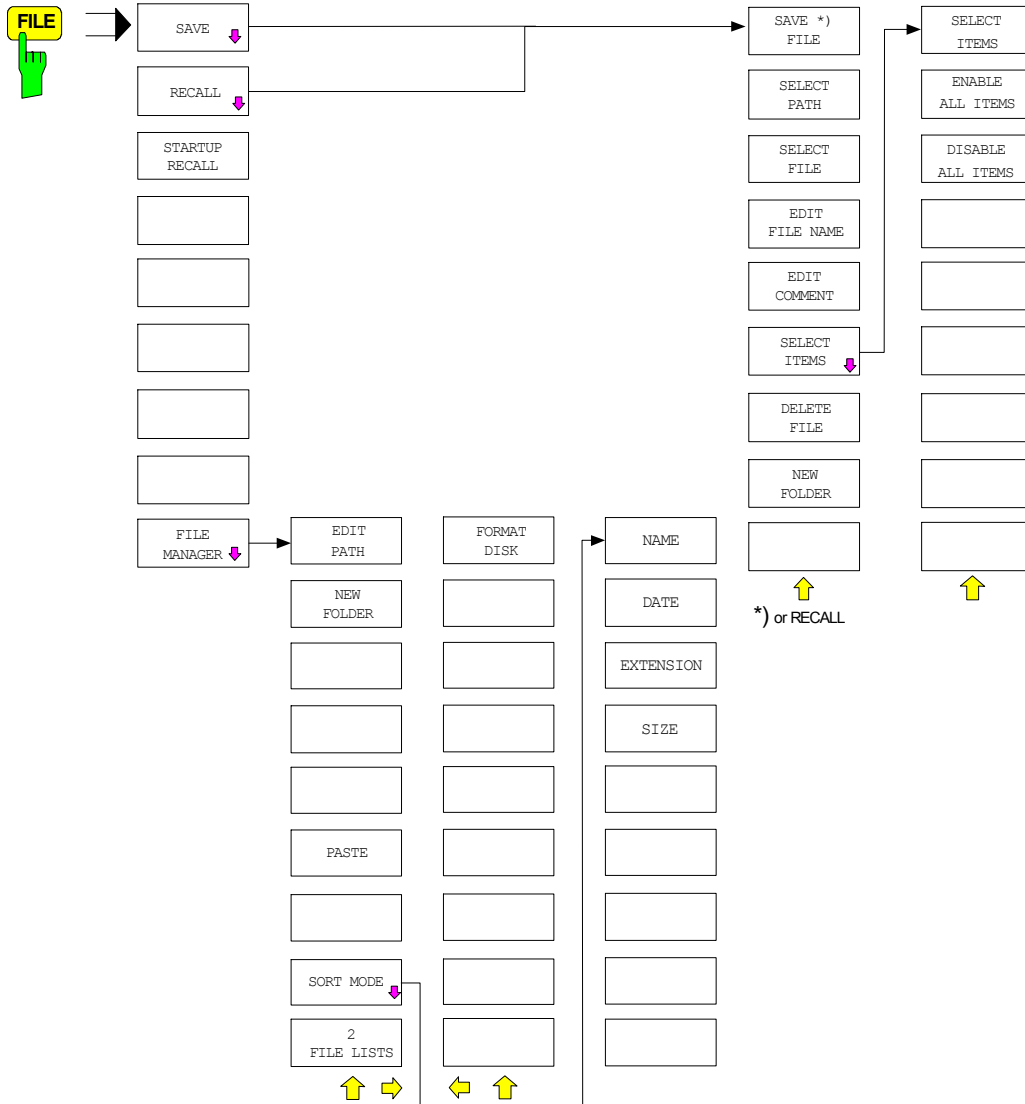 FILE
SAVE
RECALL
STARTUP
RECALL
FILE
MANAGER
EDIT
PATH
NEW
FOLDER
PASTE
SORT MODE
2
FILE LISTS
FORMAT
DISK
NAME
DATE
EXTENSION
SIZE
SAVE *)
FILE
SELECT
PATH
SELECT
FILE
EDIT
FILE NAME
EDIT
COMMENT
SELECT
ITEMS
DELETE
FILE
NEW
FOLDER
*) or RECALL
SELECT
ITEMS
ENABLE
ALL ITEMS
DISABLE
ALL ITEMS